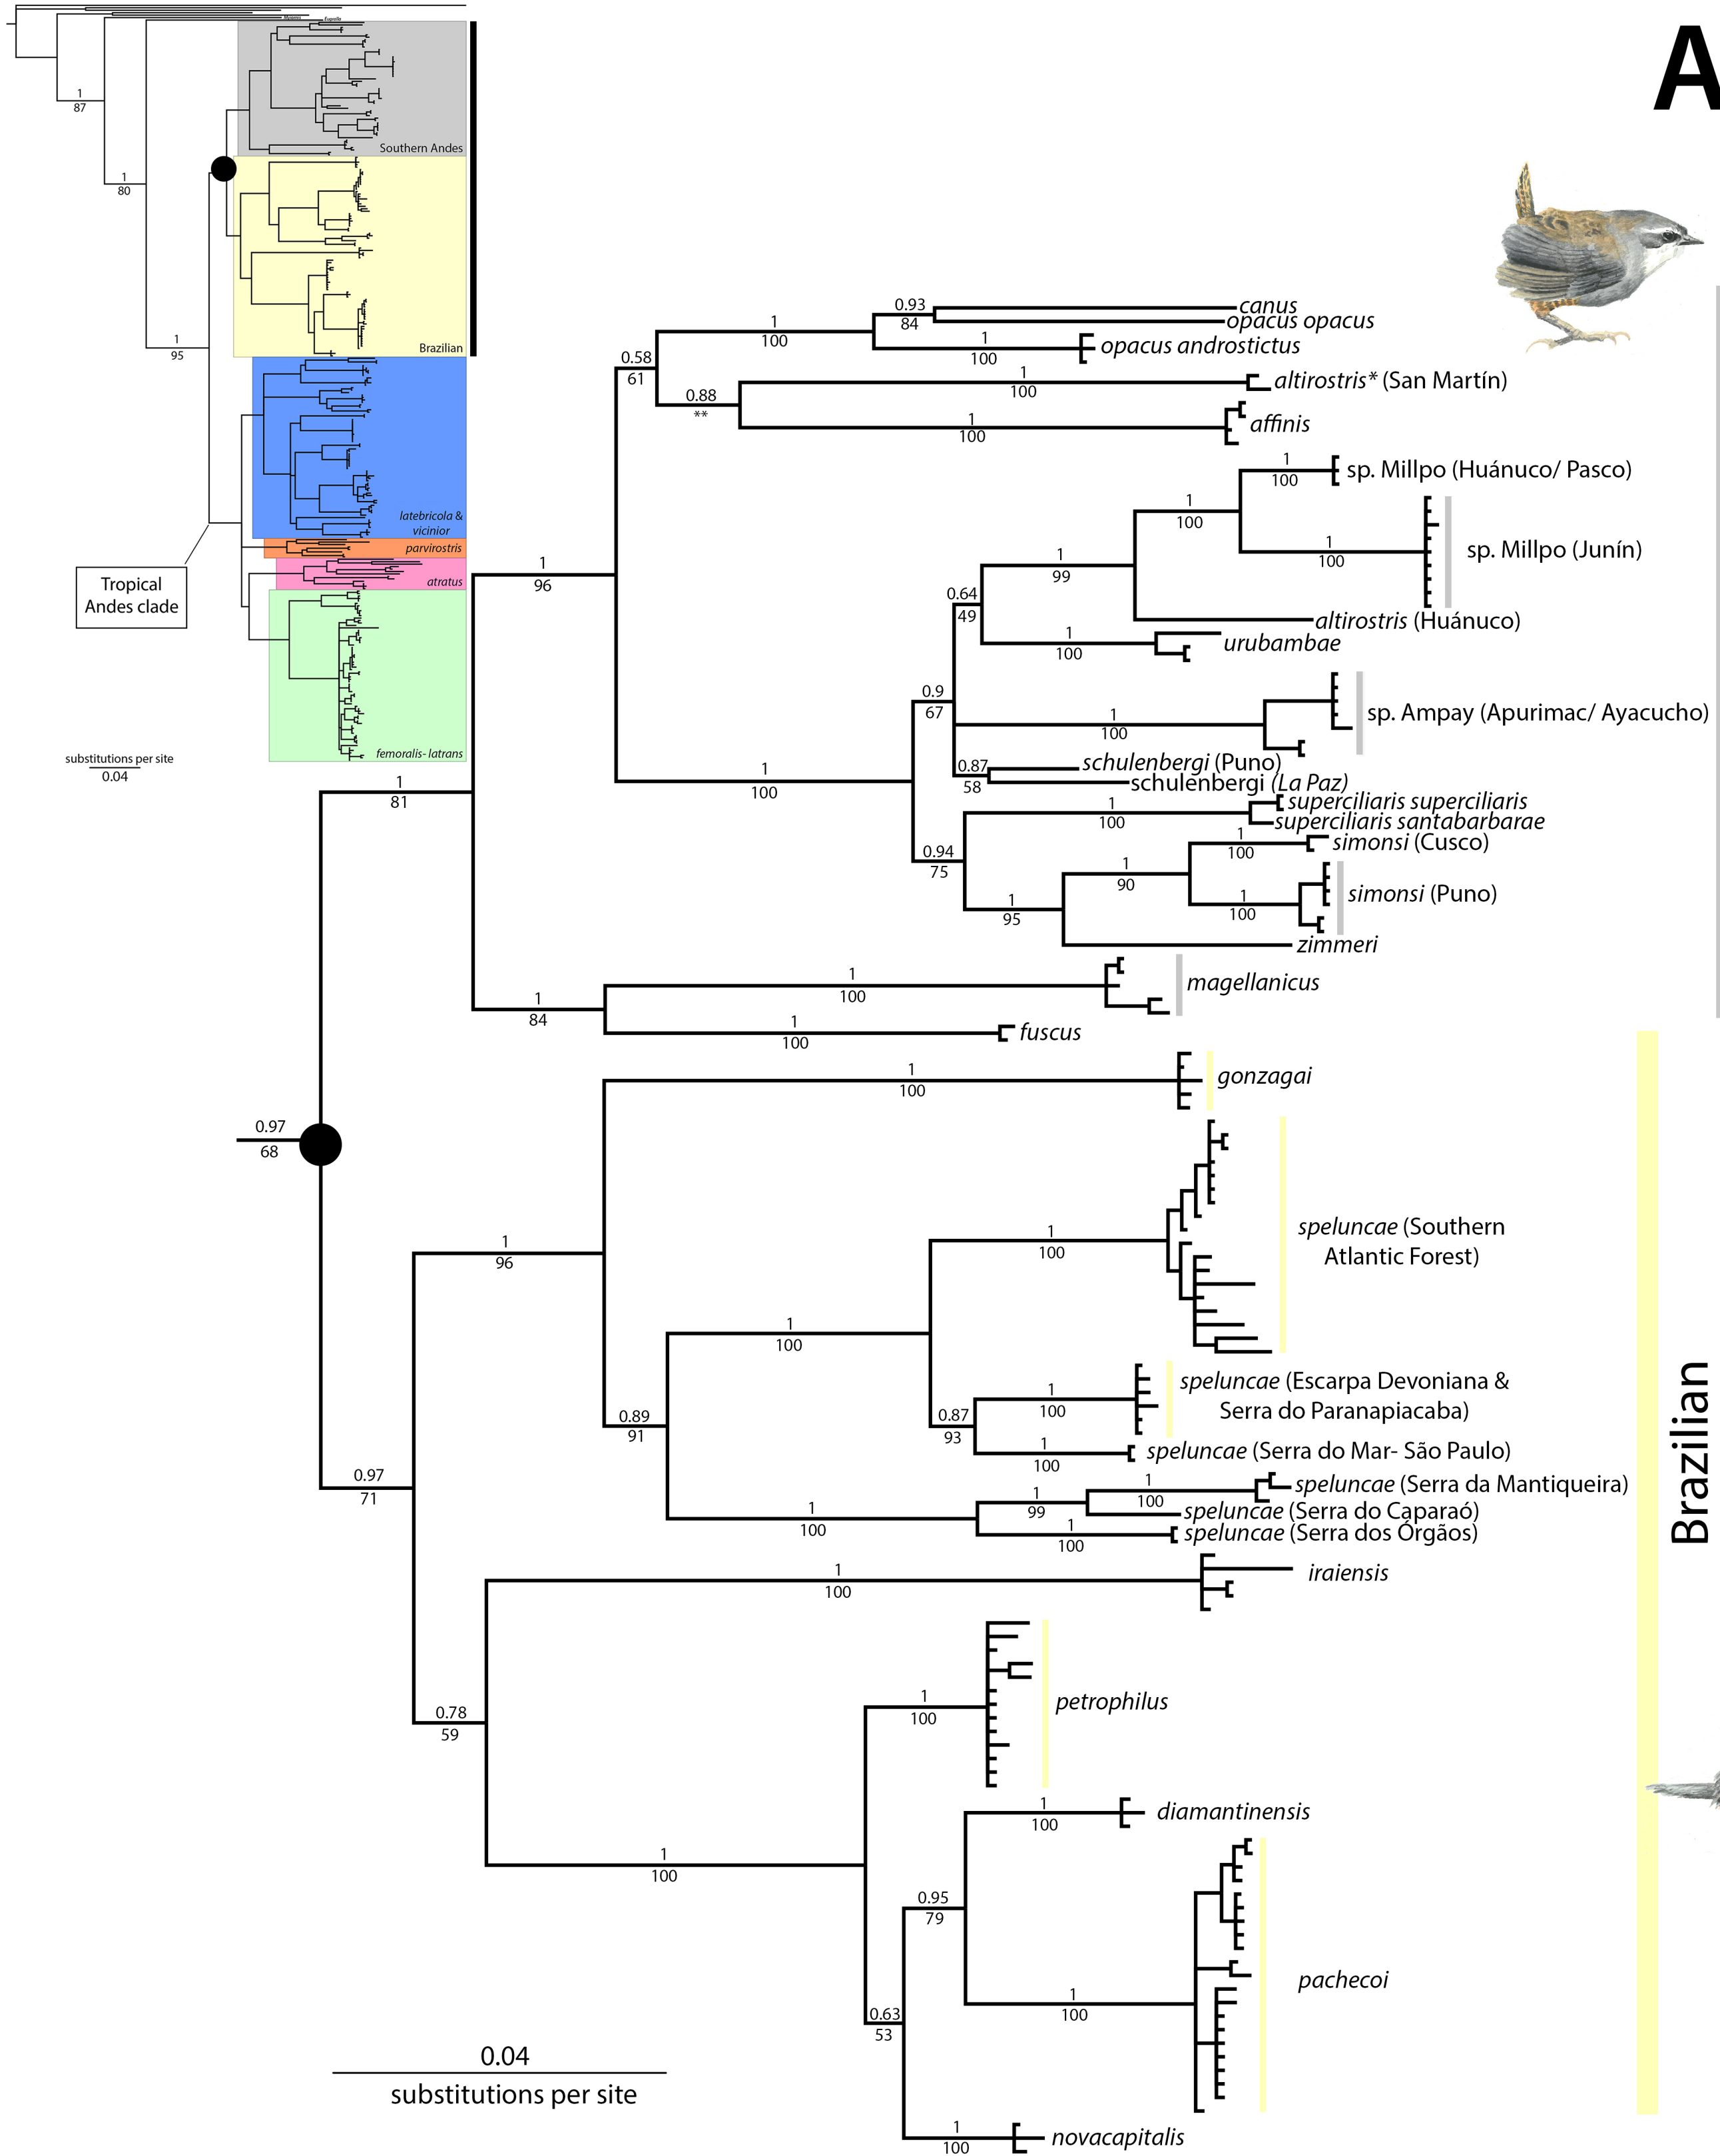 A
1
87
1
80
1
95
Southern Andes
Brazilian
latebricola &
vicinior
parvirostris
atratus
femoralis- latrans
Tropical
Andes clade
substitutions per site
0.04
canus
0.93
84
opacus opacus
1
100
1
100
opacus androstictus
0.58
61
1
100
altirostris* (San Martín)
0.88
**
1
100
affinis
1
100
sp. Millpo (Huánuco/ Pasco)
1
100
1
100
sp. Millpo (Junín)
1
99
1
96
0.64
49
altirostris (Huánuco)
1
100
urubambae
0.9
67
1
100
sp. Ampay (Apurimac/ Ayacucho)
schulenbergi (Puno)
0.87
58
schulenbergi (La Paz)
1
100
1
81
superciliaris superciliaris
1
100
superciliaris santabarbarae
1
100
simonsi (Cusco)
0.94
75
1
90
1
100
simonsi (Puno)
1
95
zimmeri
1
100
magellanicus
1
84
1
100
fuscus
1
100
gonzagai
0.97
68
1
100
speluncae (Southern
Atlantic Forest)
1
96
1
100
speluncae (Escarpa Devoniana &
Serra do Paranapiacaba)
1
100
0.89
91
0.87
93
1
100
speluncae (Serra do Mar- São Paulo)
0.97
71
1
100
speluncae (Serra da Mantiqueira)
1
99
speluncae (Serra do Caparaó)
1
100
1
100
speluncae (Serra dos Órgãos)
Brazilian
1
100
iraiensis
1
100
petrophilus
0.78
59
1
100
diamantinensis
1
100
0.95
79
1
100
pachecoi
0.63
53
0.04
substitutions per site
1
100
novacapitalis